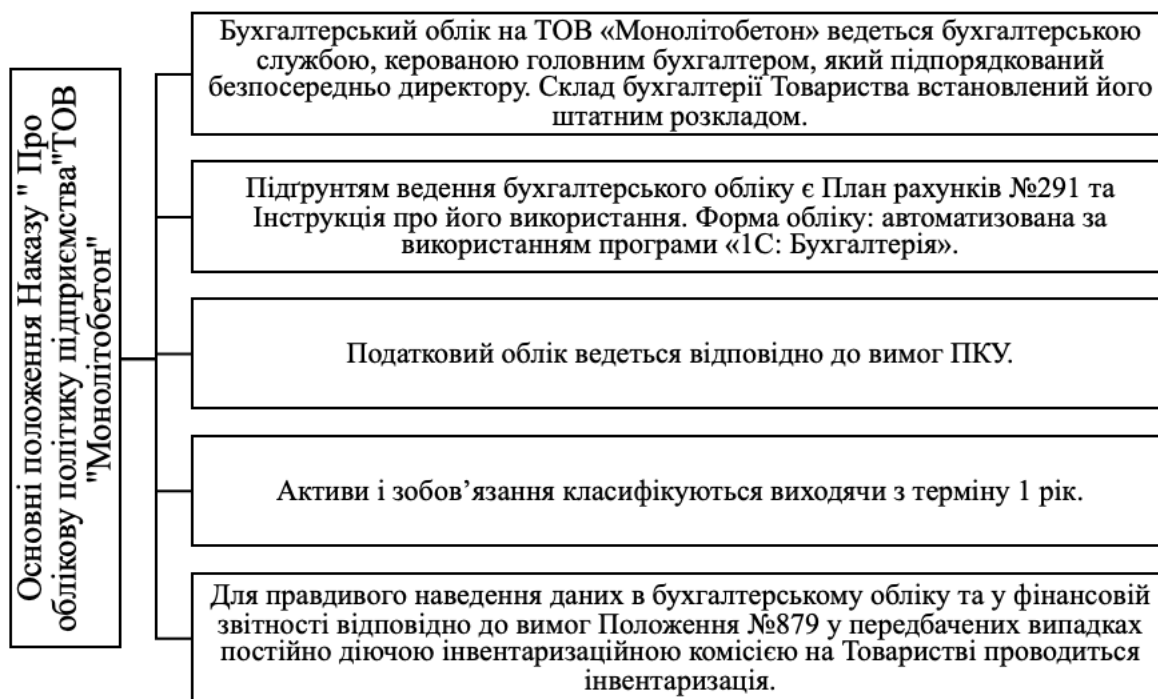 Основні положення Наказу " Про
облікову політику підприємства"ТОВ
"Монолітобетон"
Бухгалтерський облік на ТОВ «Монолітобетон» ведеться бухгалтерською
службою, керованою головним бухгалтером, який підпорядкований
безпосередньо директору. Склад бухгалтерії Товариства встановлений його
штатним розкладом.
Підґрунтям ведення бухгалтерського обліку є План рахунків №291 та
Інструкція про його використання. Форма обліку: автоматизована за
використанням програми «1С: Бухгалтерія».
Податковий облік ведеться відповідно до вимог ПКУ.
Активи і зобов’язання класифікуються виходячи з терміну 1 рік.
Для правдивого наведення даних в бухгалтерському обліку та у фінансовій
звітності відповідно до вимог Положення №879 у передбачених випадках
постійно діючою інвентаризаційною комісією на Товаристві проводиться
інвентаризація.